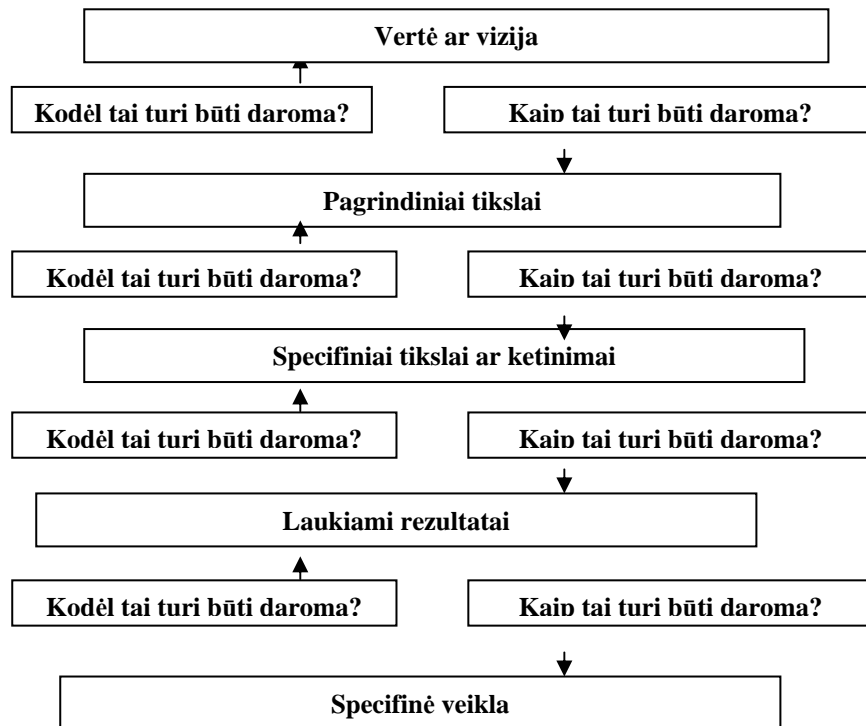 Vertė ar vizija
Kodėl tai turi būti daroma?
Kaip tai turi būti daroma?
Pagrindiniai tikslai
Kodėl tai turi būti daroma?
Kaip tai turi būti daroma?
Specifiniai tikslai ar ketinimai
Kodėl tai turi būti daroma?
Kaip tai turi būti daroma?
Laukiami rezultatai
Kodėl tai turi būti daroma?
Kaip tai turi būti daroma?
Specifinė veikla